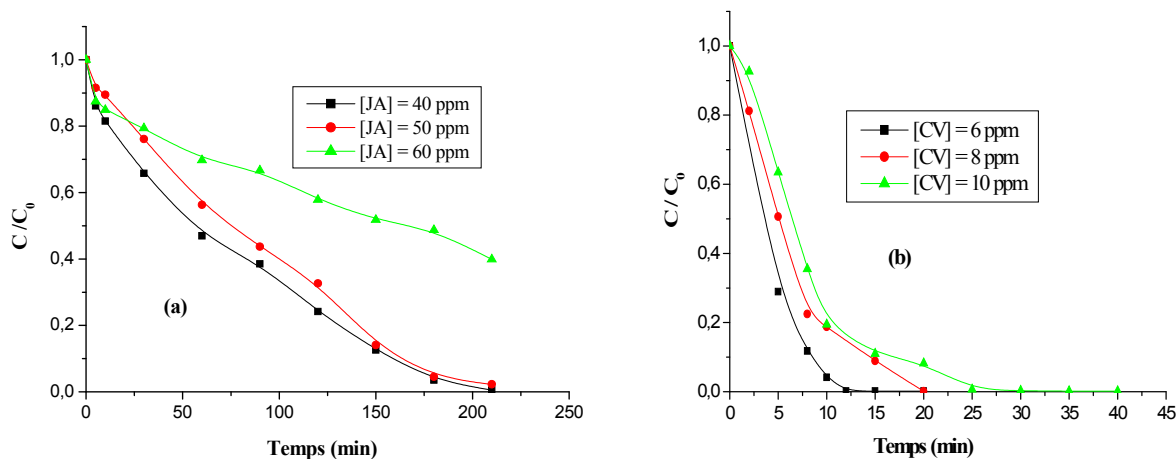 1,0
0,8
0,6
0,4
0,2
0,0
C /C0
[JA] = 40 ppm
[JA] = 50 ppm
[JA] = 60 ppm
(a)
0 50 100 150 200 250
Temps (min)
1,0
0,8
0,6
0,4
0,2
0,0
C /C0
[CV] = 6 ppm
[CV] = 8 ppm
[CV] = 10 ppm
(b)
0 5 10 15 20 25 30 35 40 45
Temps (min)